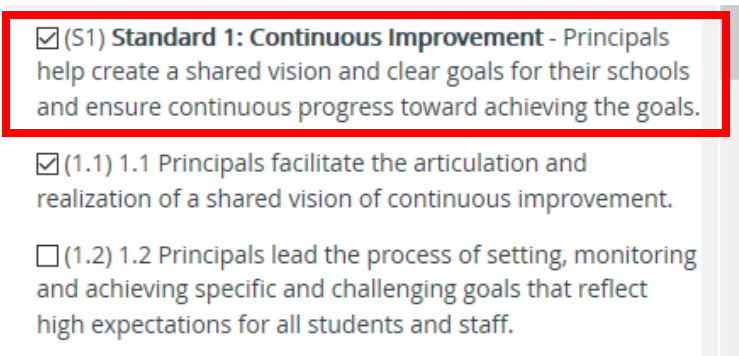 (S1) Standard 1: Continuous Improvement - Principals
help create a shared vision and clear goals for their schools
and ensure continuous progress toward achieving the goals.
(1.1) 1.1 Principals facilitate the articulation and
realization of a shared vision of continuous improvement.
(1.2) 1.2 Principals lead the process of setting, monitoring
and achieving specific and challenging goals that reflect
high expectations for all students and staff.